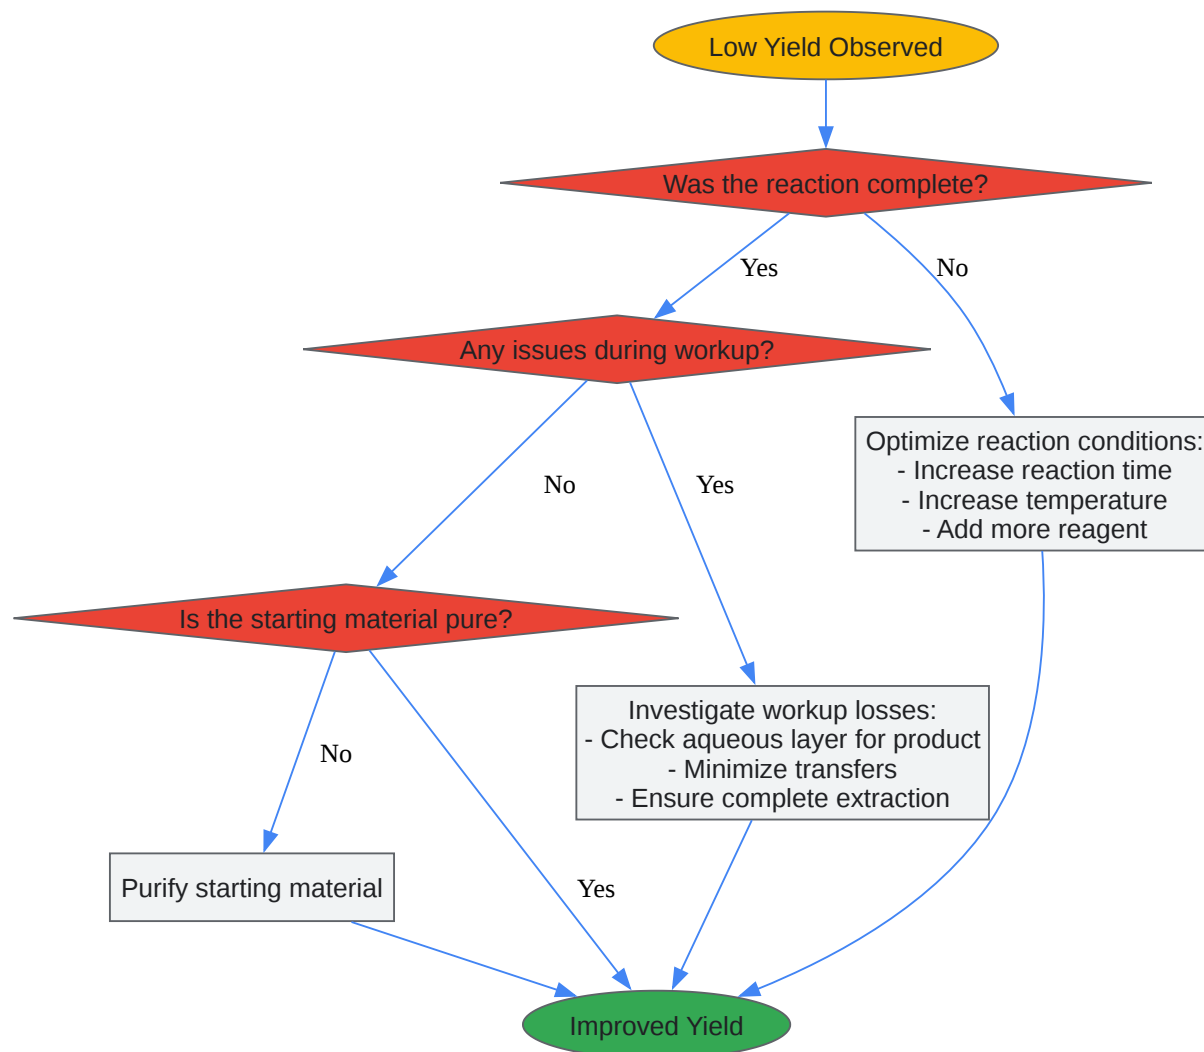 Low Yield Observed
Was the reaction complete?
Yes
No
Any issues during workup?
Optimize reaction conditions:
- Increase reaction time
- Increase temperature
- Add more reagent
No
Yes
Is the starting material pure?
Investigate workup losses:
- Check aqueous layer for product
- Minimize transfers
- Ensure complete extraction
No
Purify starting material
Yes
Improved Yield